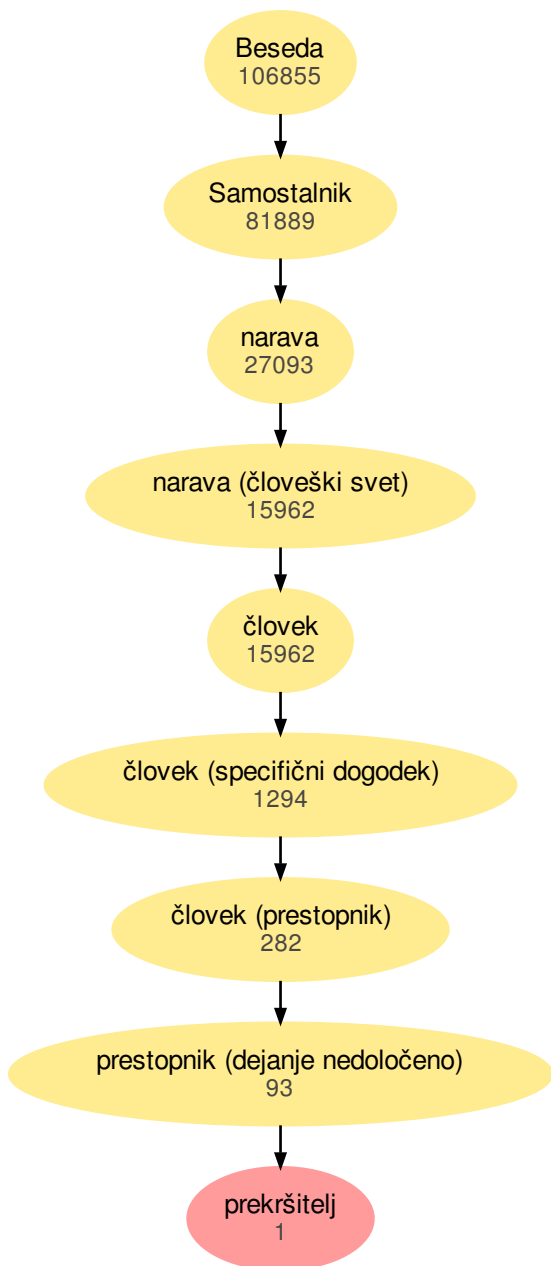 Beseda
106855
Samostalnik
81889
narava
27093
narava (človeški svet)
15962
človek
15962
človek (specifični dogodek)
1294
človek (prestopnik)
282
prestopnik (dejanje nedoločeno)
93
prekršitelj
1